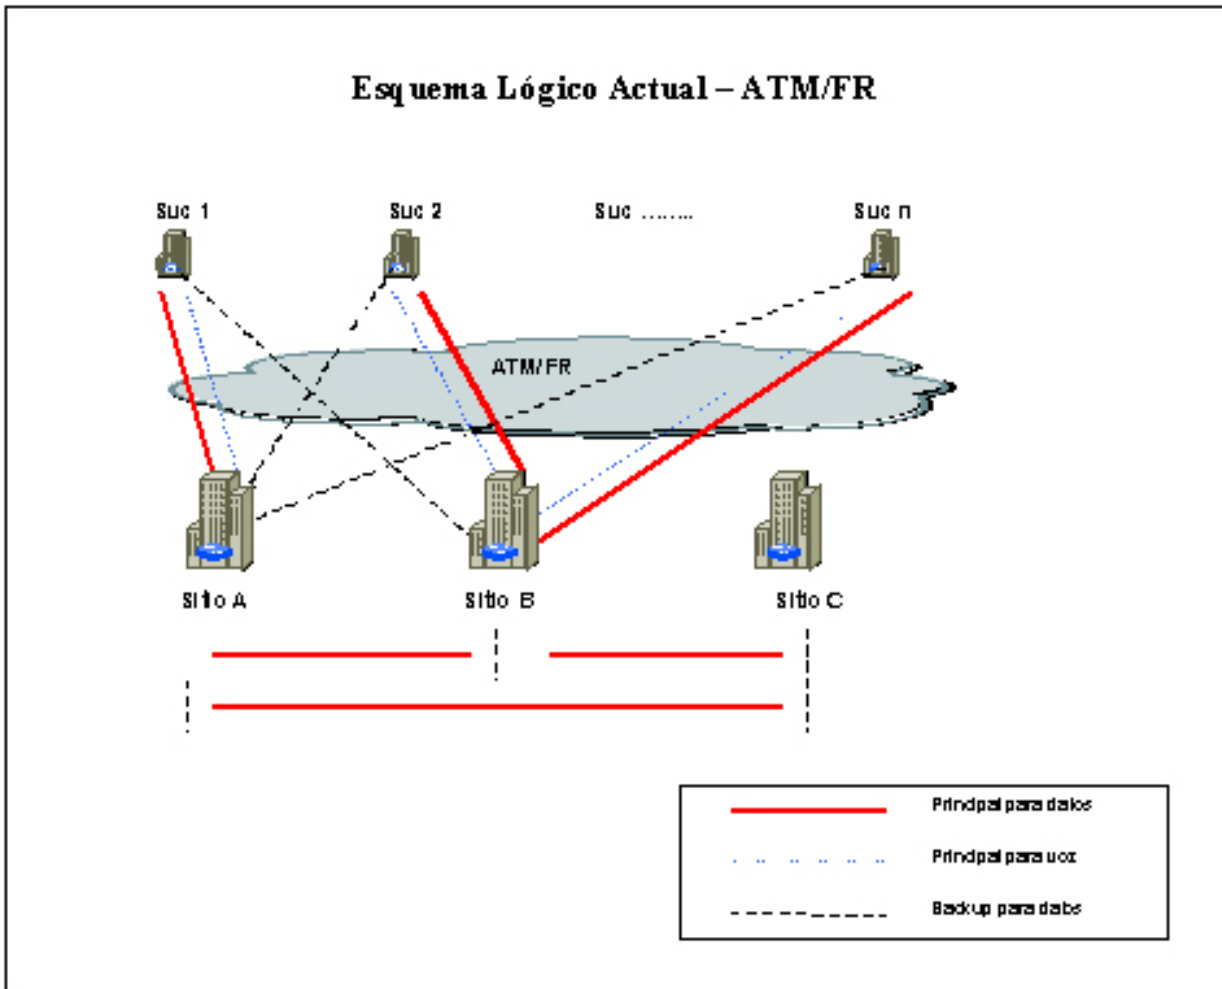 Esquema Lógico Actual – ATM/FR
Suc 1
Suc 2
Suc ........
Suc n
ATM/FR
Sitio A
Sitio B
Sitio C
Principal para datos
Principal para voz
Backup para datos